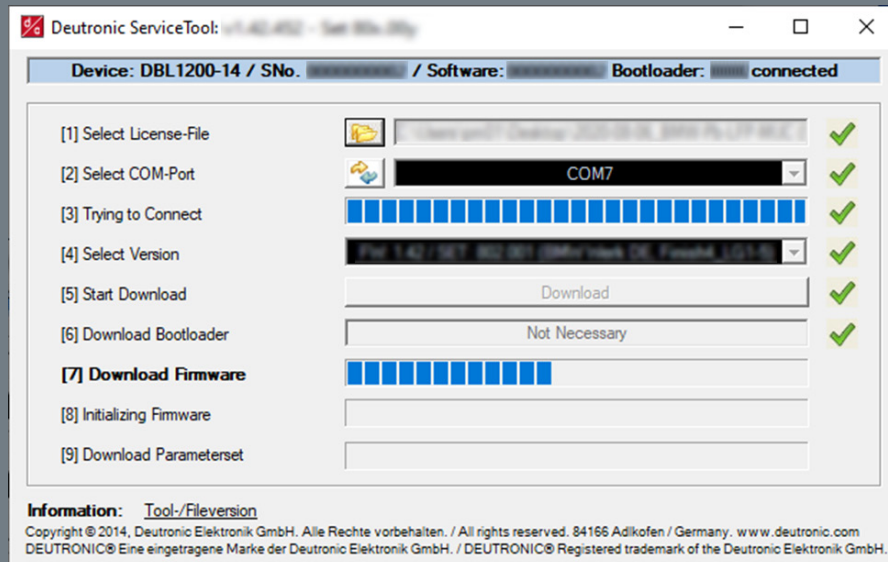 Deutronic ServiceTool:
Device: DBL1200-14 / SNo. / Software: Bootloader: connected
[1] Select License-File
[2] Select COM-Port COM7
[3] Trying to Connect
[4] Select Version
[5] Start Download Download
[6] Download Bootloader Not Necessary
[7] Download Firmware
[8] Initializing Firmware
[9] Download Parameterset
Information: Tool-/Fileversion
Copyright © 2014, Deutronic Elektronik GmbH. Alle Rechte vorbehalten. / All rights reserved. 84166 Adlkofen / Germany. www.deutronic.com
DEUTRONIC® Eine eingetragene Marke der Deutronic Elektronik GmbH. / DEUTRONIC® Registered trademark of the Deutronic Elektronik GmbH.